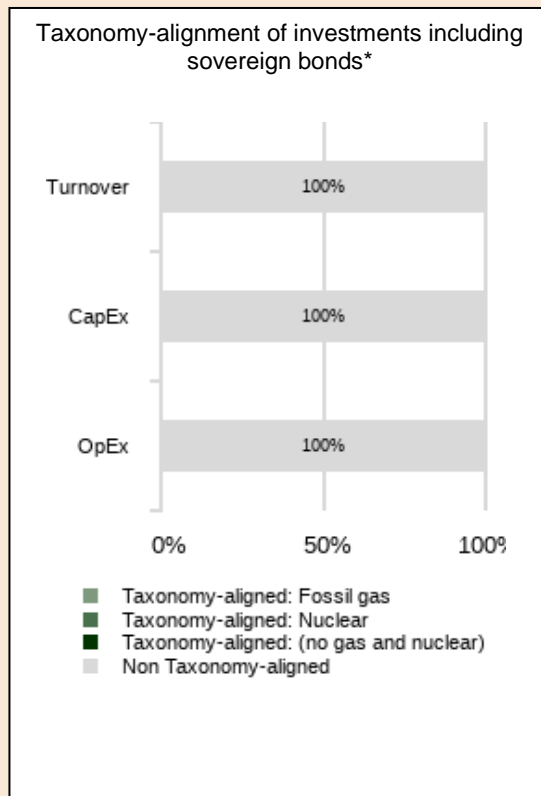 Taxonomy-alignment of investments including
sovereign bonds*
Turnover
100%
CapEx
100%
OpEx
100%
0%
50%
100%
Taxonomy-aligned: Fossil gas
Taxonomy-aligned: Nuclear
Taxonomy-aligned: (no gas and nuclear)
Non Taxonomy-aligned